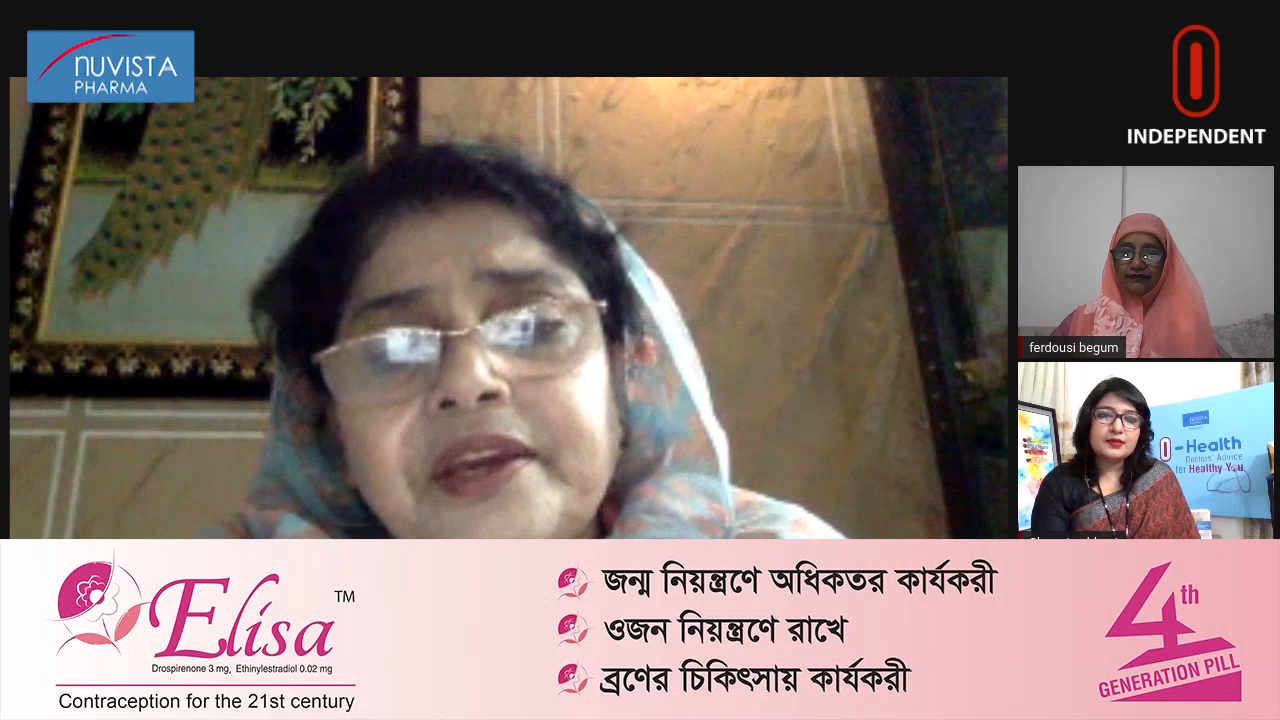 NUVISTA
PHARMA
INDEPENDENT
ferdousi begum
NUVISTA
PHARMA
-Health
Doctors Advice
for Healthy You
Elisa TM
Drospirenone 3 mg, Ethinylestradiol 0.02 mg
Contraception for the 21st century
জন্ম নিয়ন্ত্রণে অধিকতর কার্যকরী
ওজন নিয়ন্ত্রণে রাখে
ব্রণের চিকিৎসায় কার্যকরী
4th
GENERATION PILL